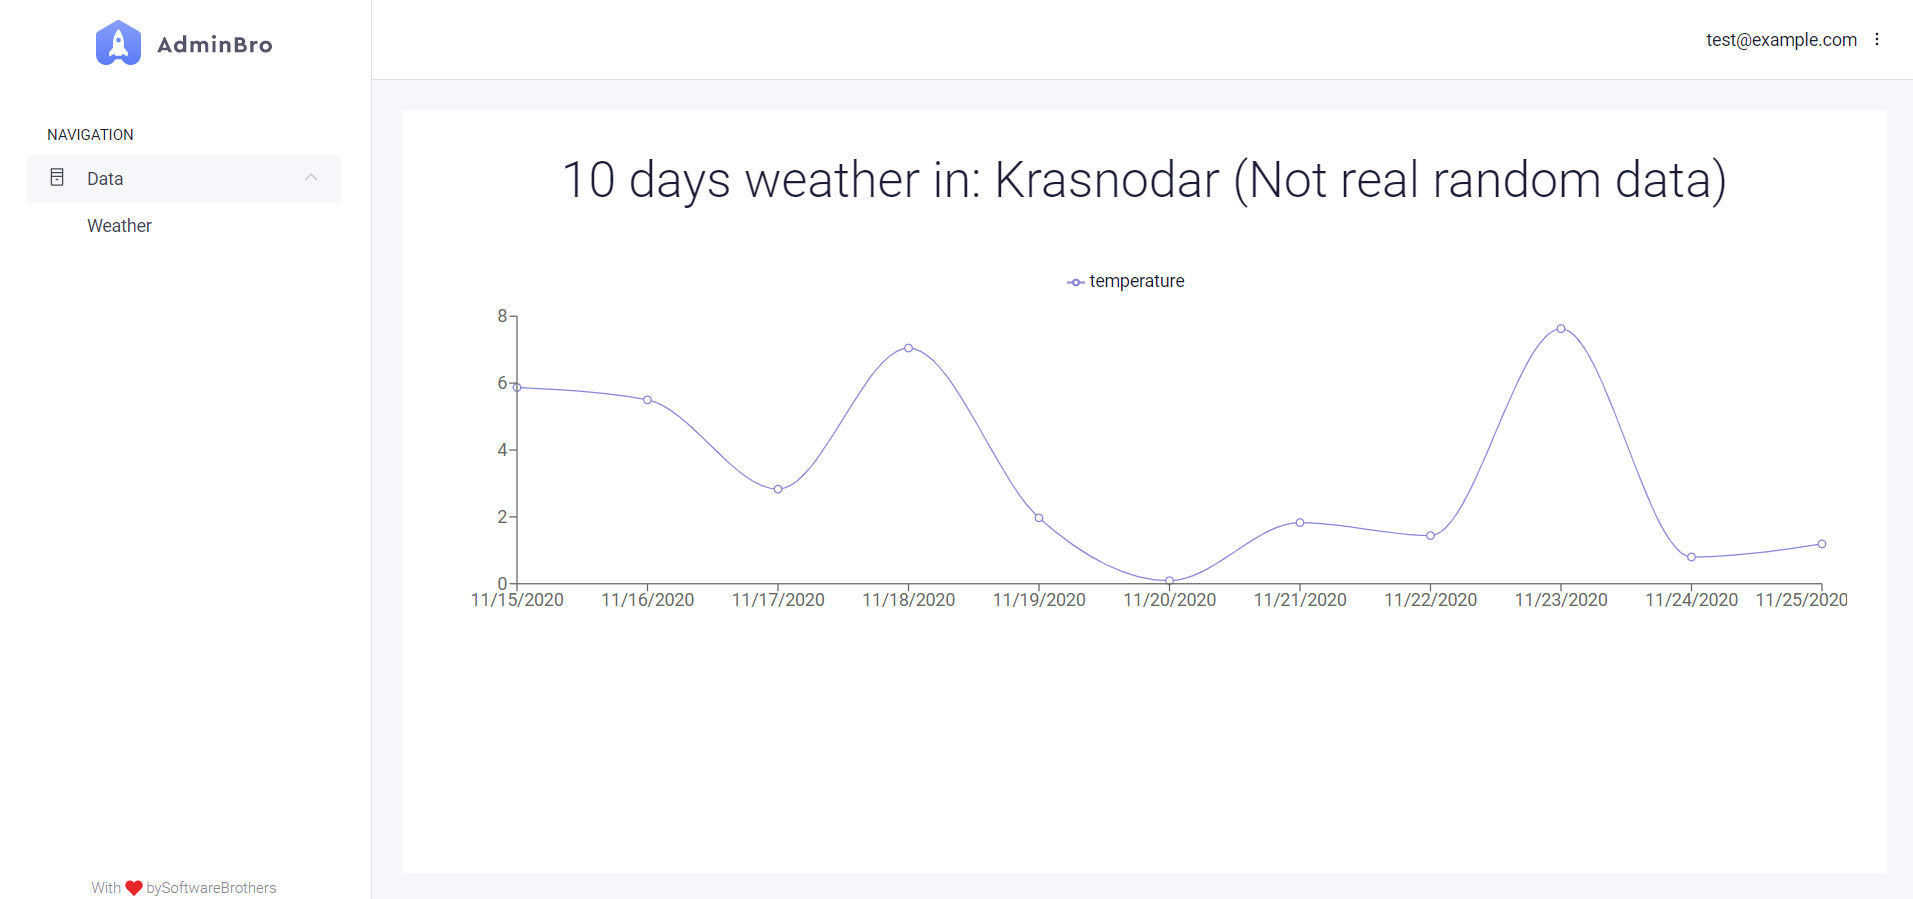 AdminBro
test@example.com
NAVIGATION
Data
Weather
10 days weather in: Krasnodar (Not real random data)
temperature
8
6
4
2
0
11/15/2020 11/16/2020 11/17/2020 11/18/2020 11/19/2020 11/20/2020 11/21/2020 11/22/2020 11/23/2020 11/24/2020 11/25/2020
With ❤ bySoftwareBrothers